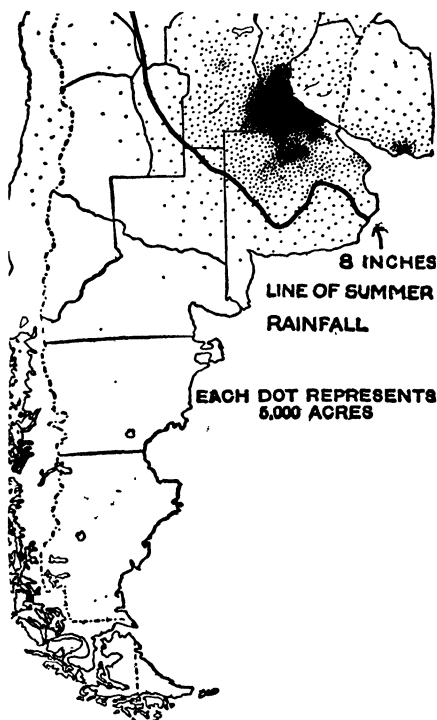 8 INCHES
LINE OF SUMMER
RAINFALL
EACH DOT REPRESENTS
5,000 ACRES